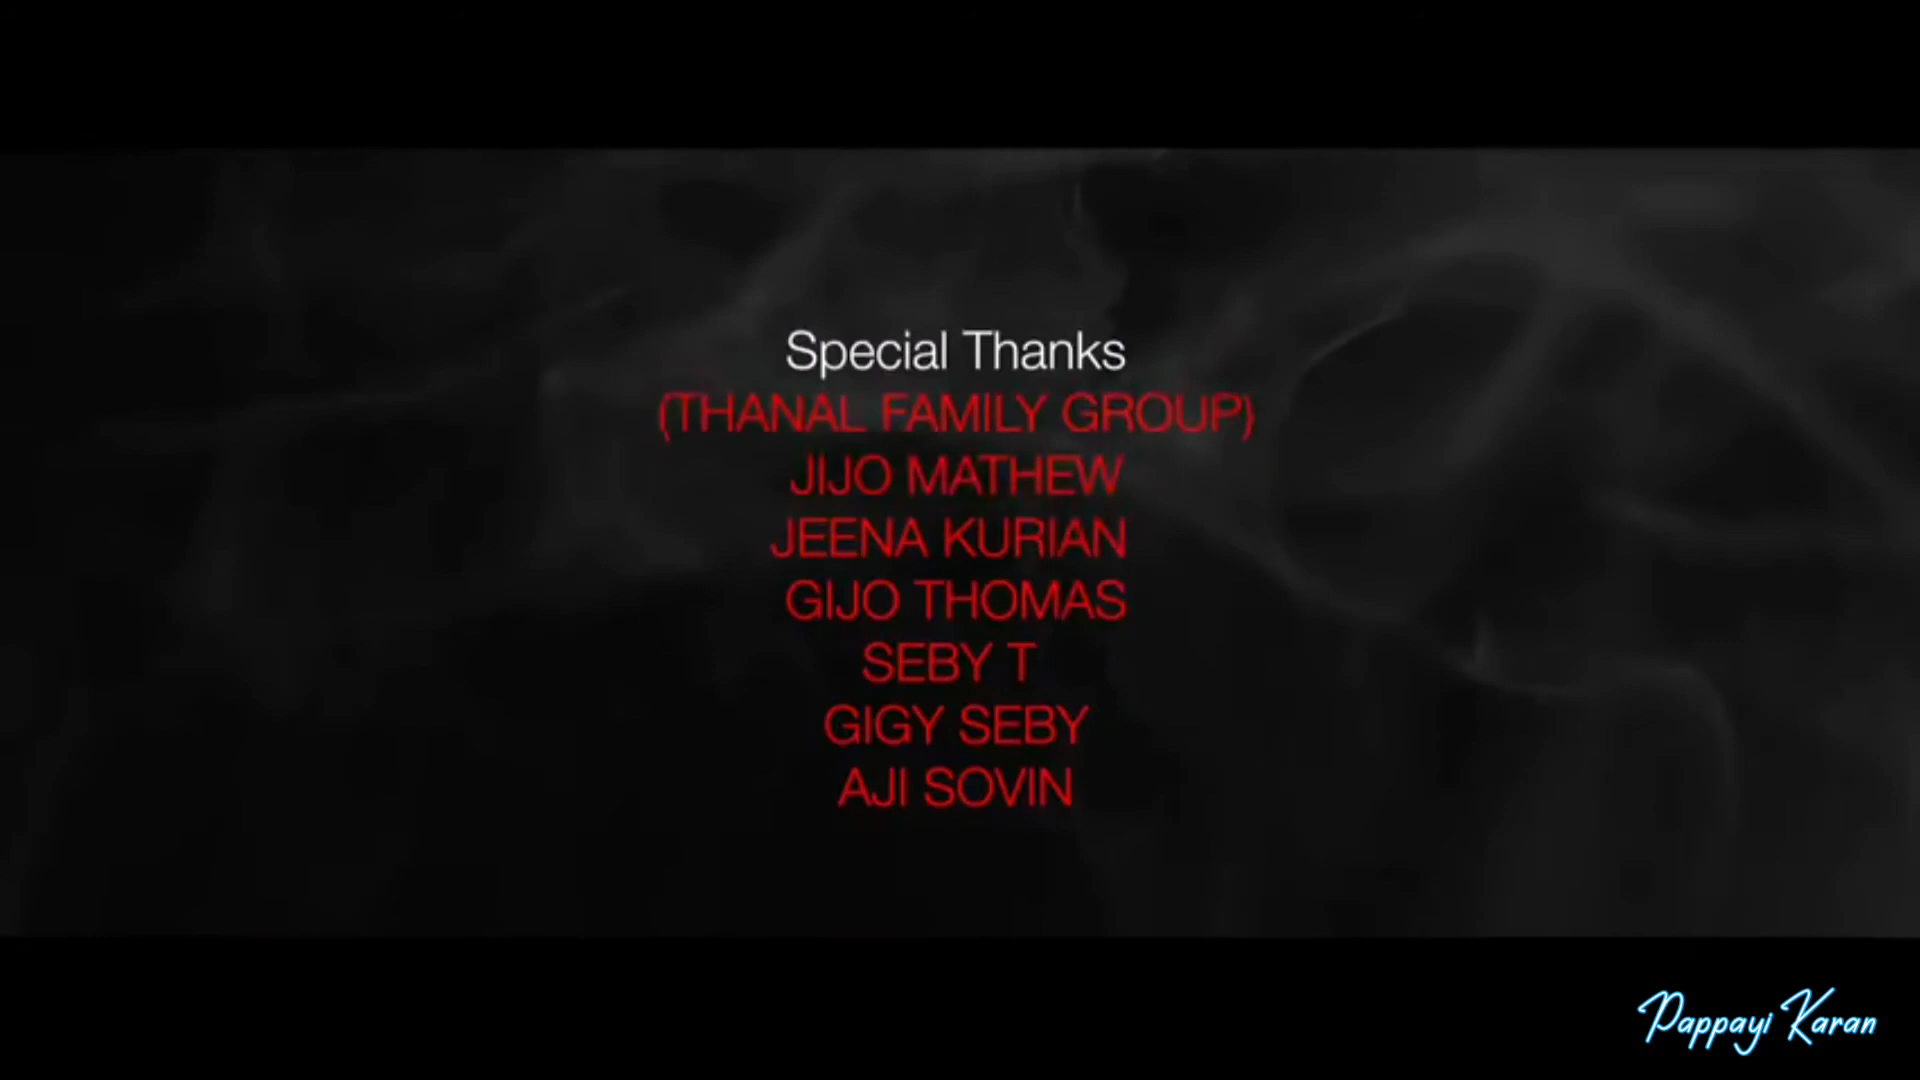 Special Thanks
(THANAL FAMILY GROUP)
JIJO MATHEW
JEENA KURIAN
GIJO THOMAS
SEBY T
GIGY SEBY
AJI SOVIN
Pappayi Karan